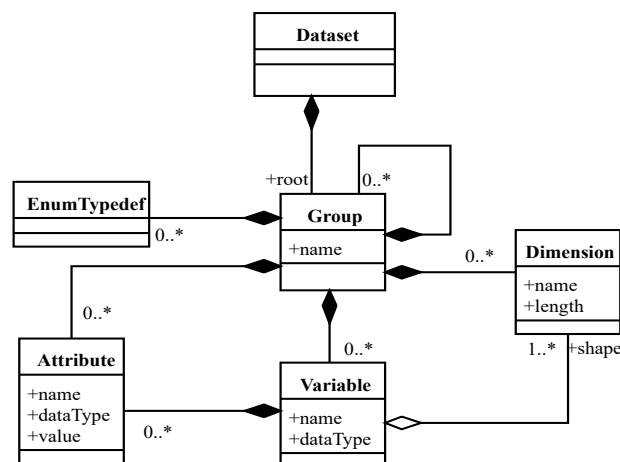 Dataset
+root
0..*
EnumTypedef
0..*
Group
+name
0..*
Dimension
+name
+length
0..*
0..*
1..*
+shape
Attribute
+name
+dataType
+value
0..*
Variable
+name
+dataType